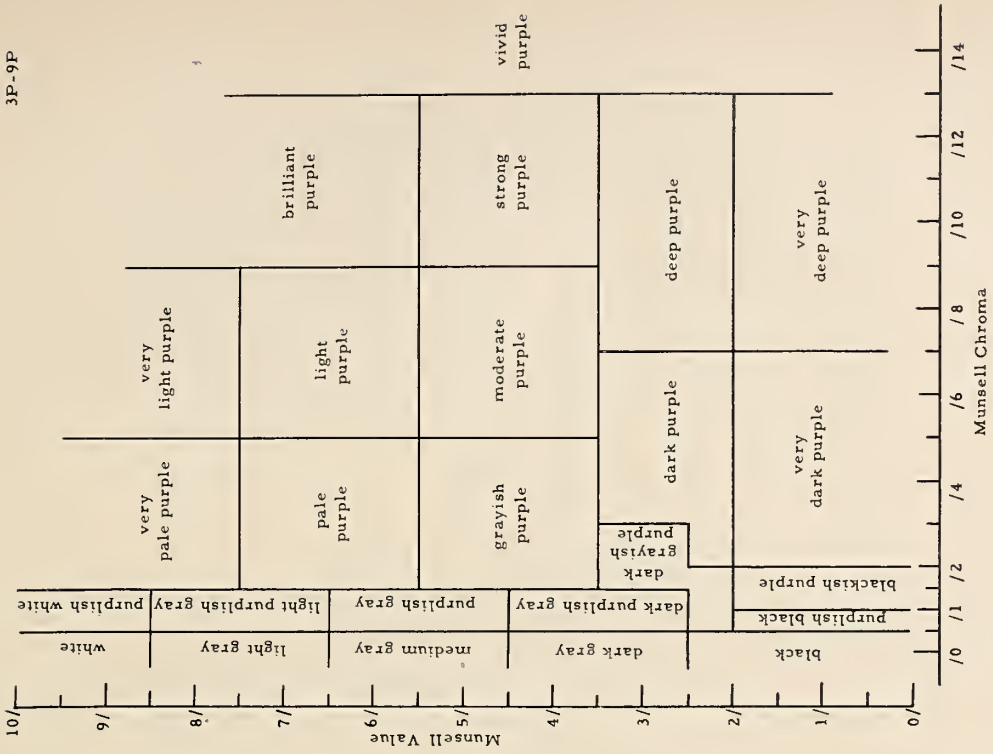 3P-9P
10/
9/
8/
7/
6/
5/
4/
3/
2/
1/
0/
Munsell Value
white
light gray
medium gray
dark gray
black
purplish white
light purplish gray
purplish gray
dark purplish gray
purplish black
very
pale purple
very
light purple
pale
purple
light
purple
brilliant
purple
grayish
purple
moderate
purple
strong
purple
vivid
purple
dark
grayish
purple
dark purple
deep purple
blackish purple
very
dark purple
very
deep purple
/0
/1
/2
/4
/6
/8
/10
/12
/14
Munsell Chroma